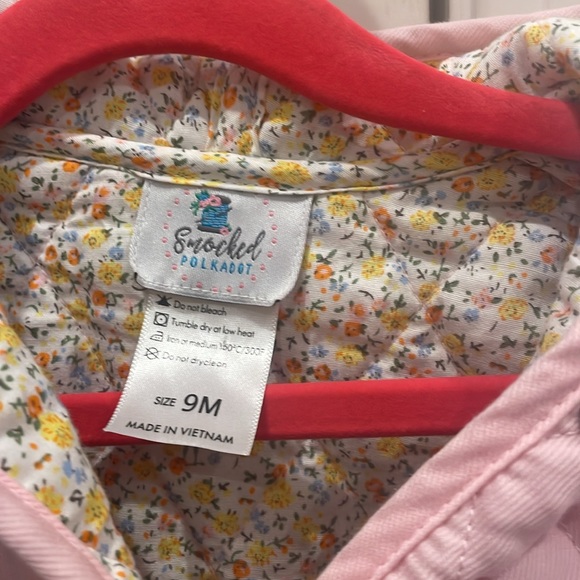 Smocked
POLKADOT
Do not bleach
Tumble dry at low heat
Iron or medium 150°C/300F
Do not dryclean
SIZE 9M
MADE IN VIETNAM